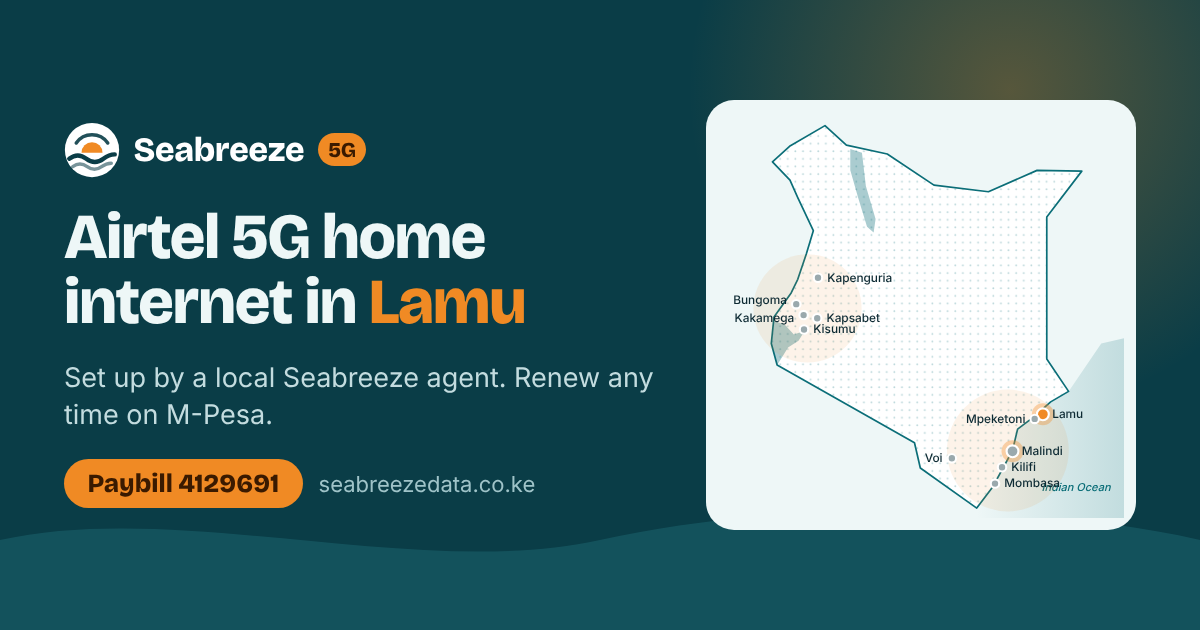 Seabreeze 5G
Airtel 5G home
internet in Lamu
Set up by a local Seabreeze agent. Renew any
time on M-Pesa.
Paybill 4129691
seabreezedata.co.ke
Kapenguria
Bungoma
Kakamega
Kapsabet
Kisumu
Lamu
Mpeketoni
Malindi
Voi
Kilifi
Mombasa
Indian Ocean